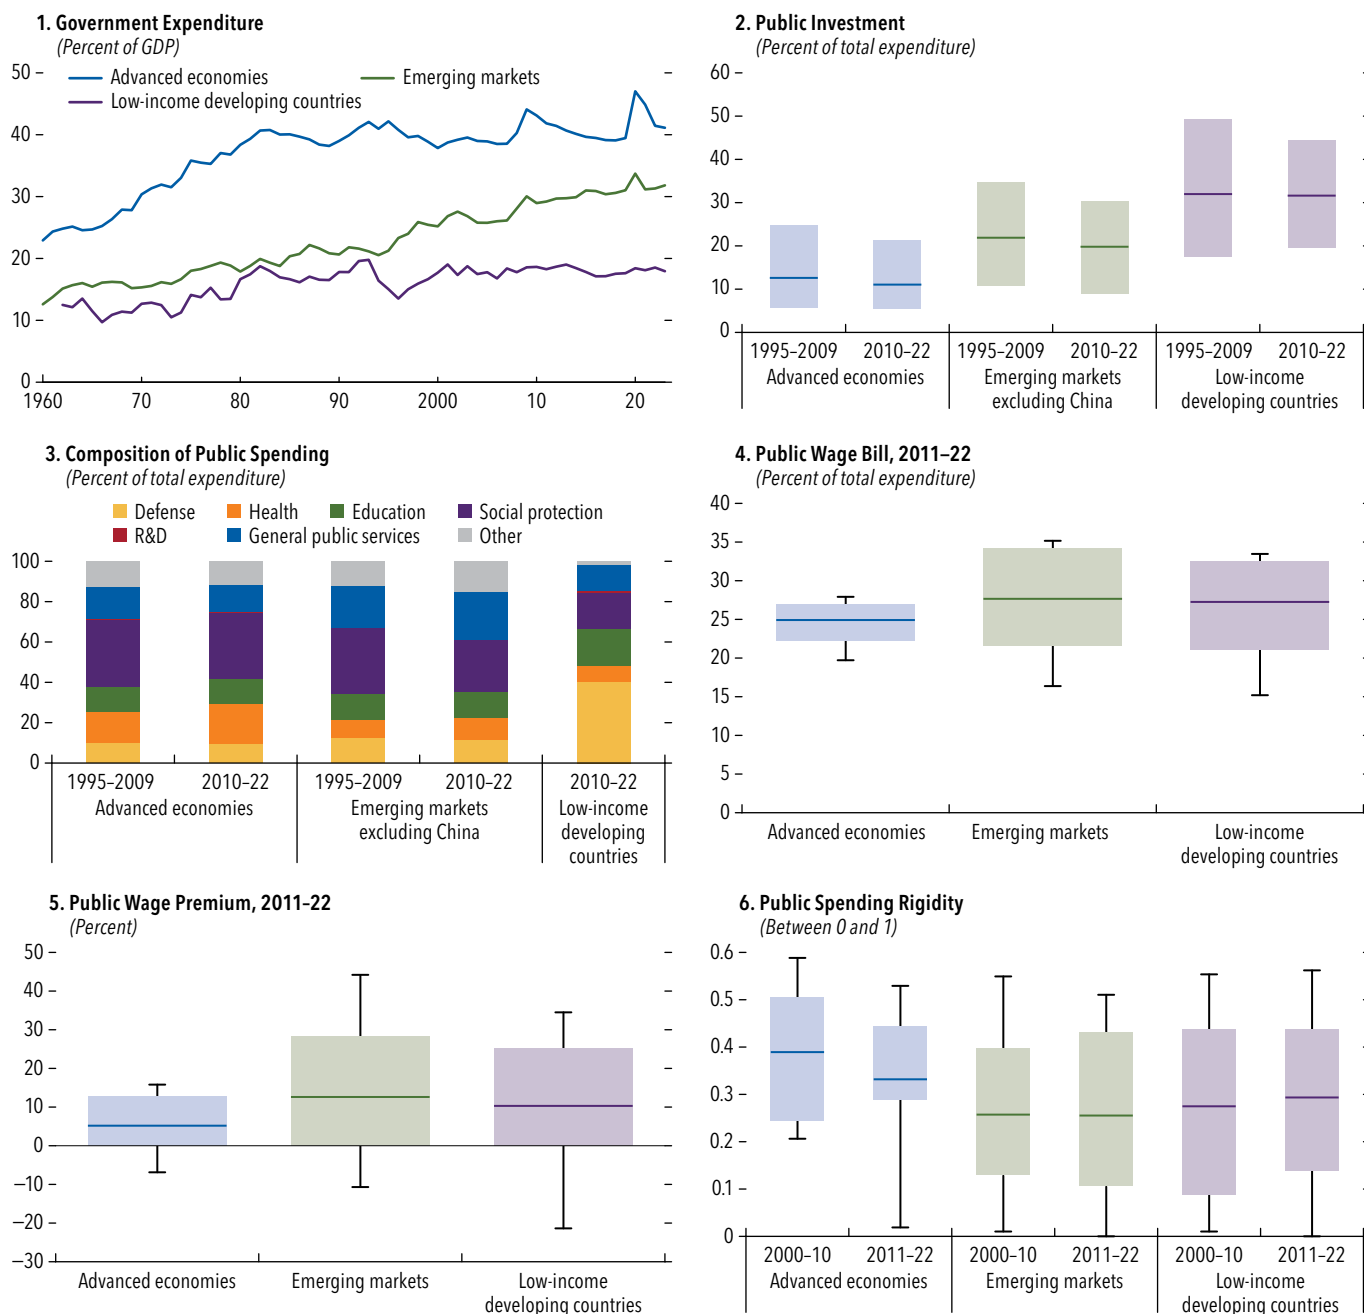 1. Government Expenditure
(Percent of GDP)
Advanced economies
Emerging markets
Low-income developing countries
50
40
30
20
10
0
1960 70 80 90 2000 10 20
2. Public Investment
(Percent of total expenditure)
60
50
40
30
20
10
0
1995–2009 2010–22 1995–2009 2010–22 1995–2009 2010–22
Advanced economies Emerging markets Low-income
excluding China developing countries
3. Composition of Public Spending
(Percent of total expenditure)
Defense Health Education Social protection
R&D General public services Other
100
80
60
40
20
0
1995–2009 2010–22 1995–2009 2010–22 2010–22
Advanced economies Emerging markets Low-income
excluding China developing
countries
4. Public Wage Bill, 2011–22
(Percent of total expenditure)
40
35
30
25
20
15
10
5
0
Advanced economies Emerging markets Low-income
developing countries
5. Public Wage Premium, 2011–22
(Percent)
50
40
30
20
10
0
–10
–20
–30
Advanced economies Emerging markets Low-income
developing countries
6. Public Spending Rigidity
(Between 0 and 1)
0.6
0.5
0.4
0.3
0.2
0.1
0
2000–10 2011–22 2000–10 2011–22 2000–10 2011–22
Advanced economies Emerging markets Low-income
developing countries